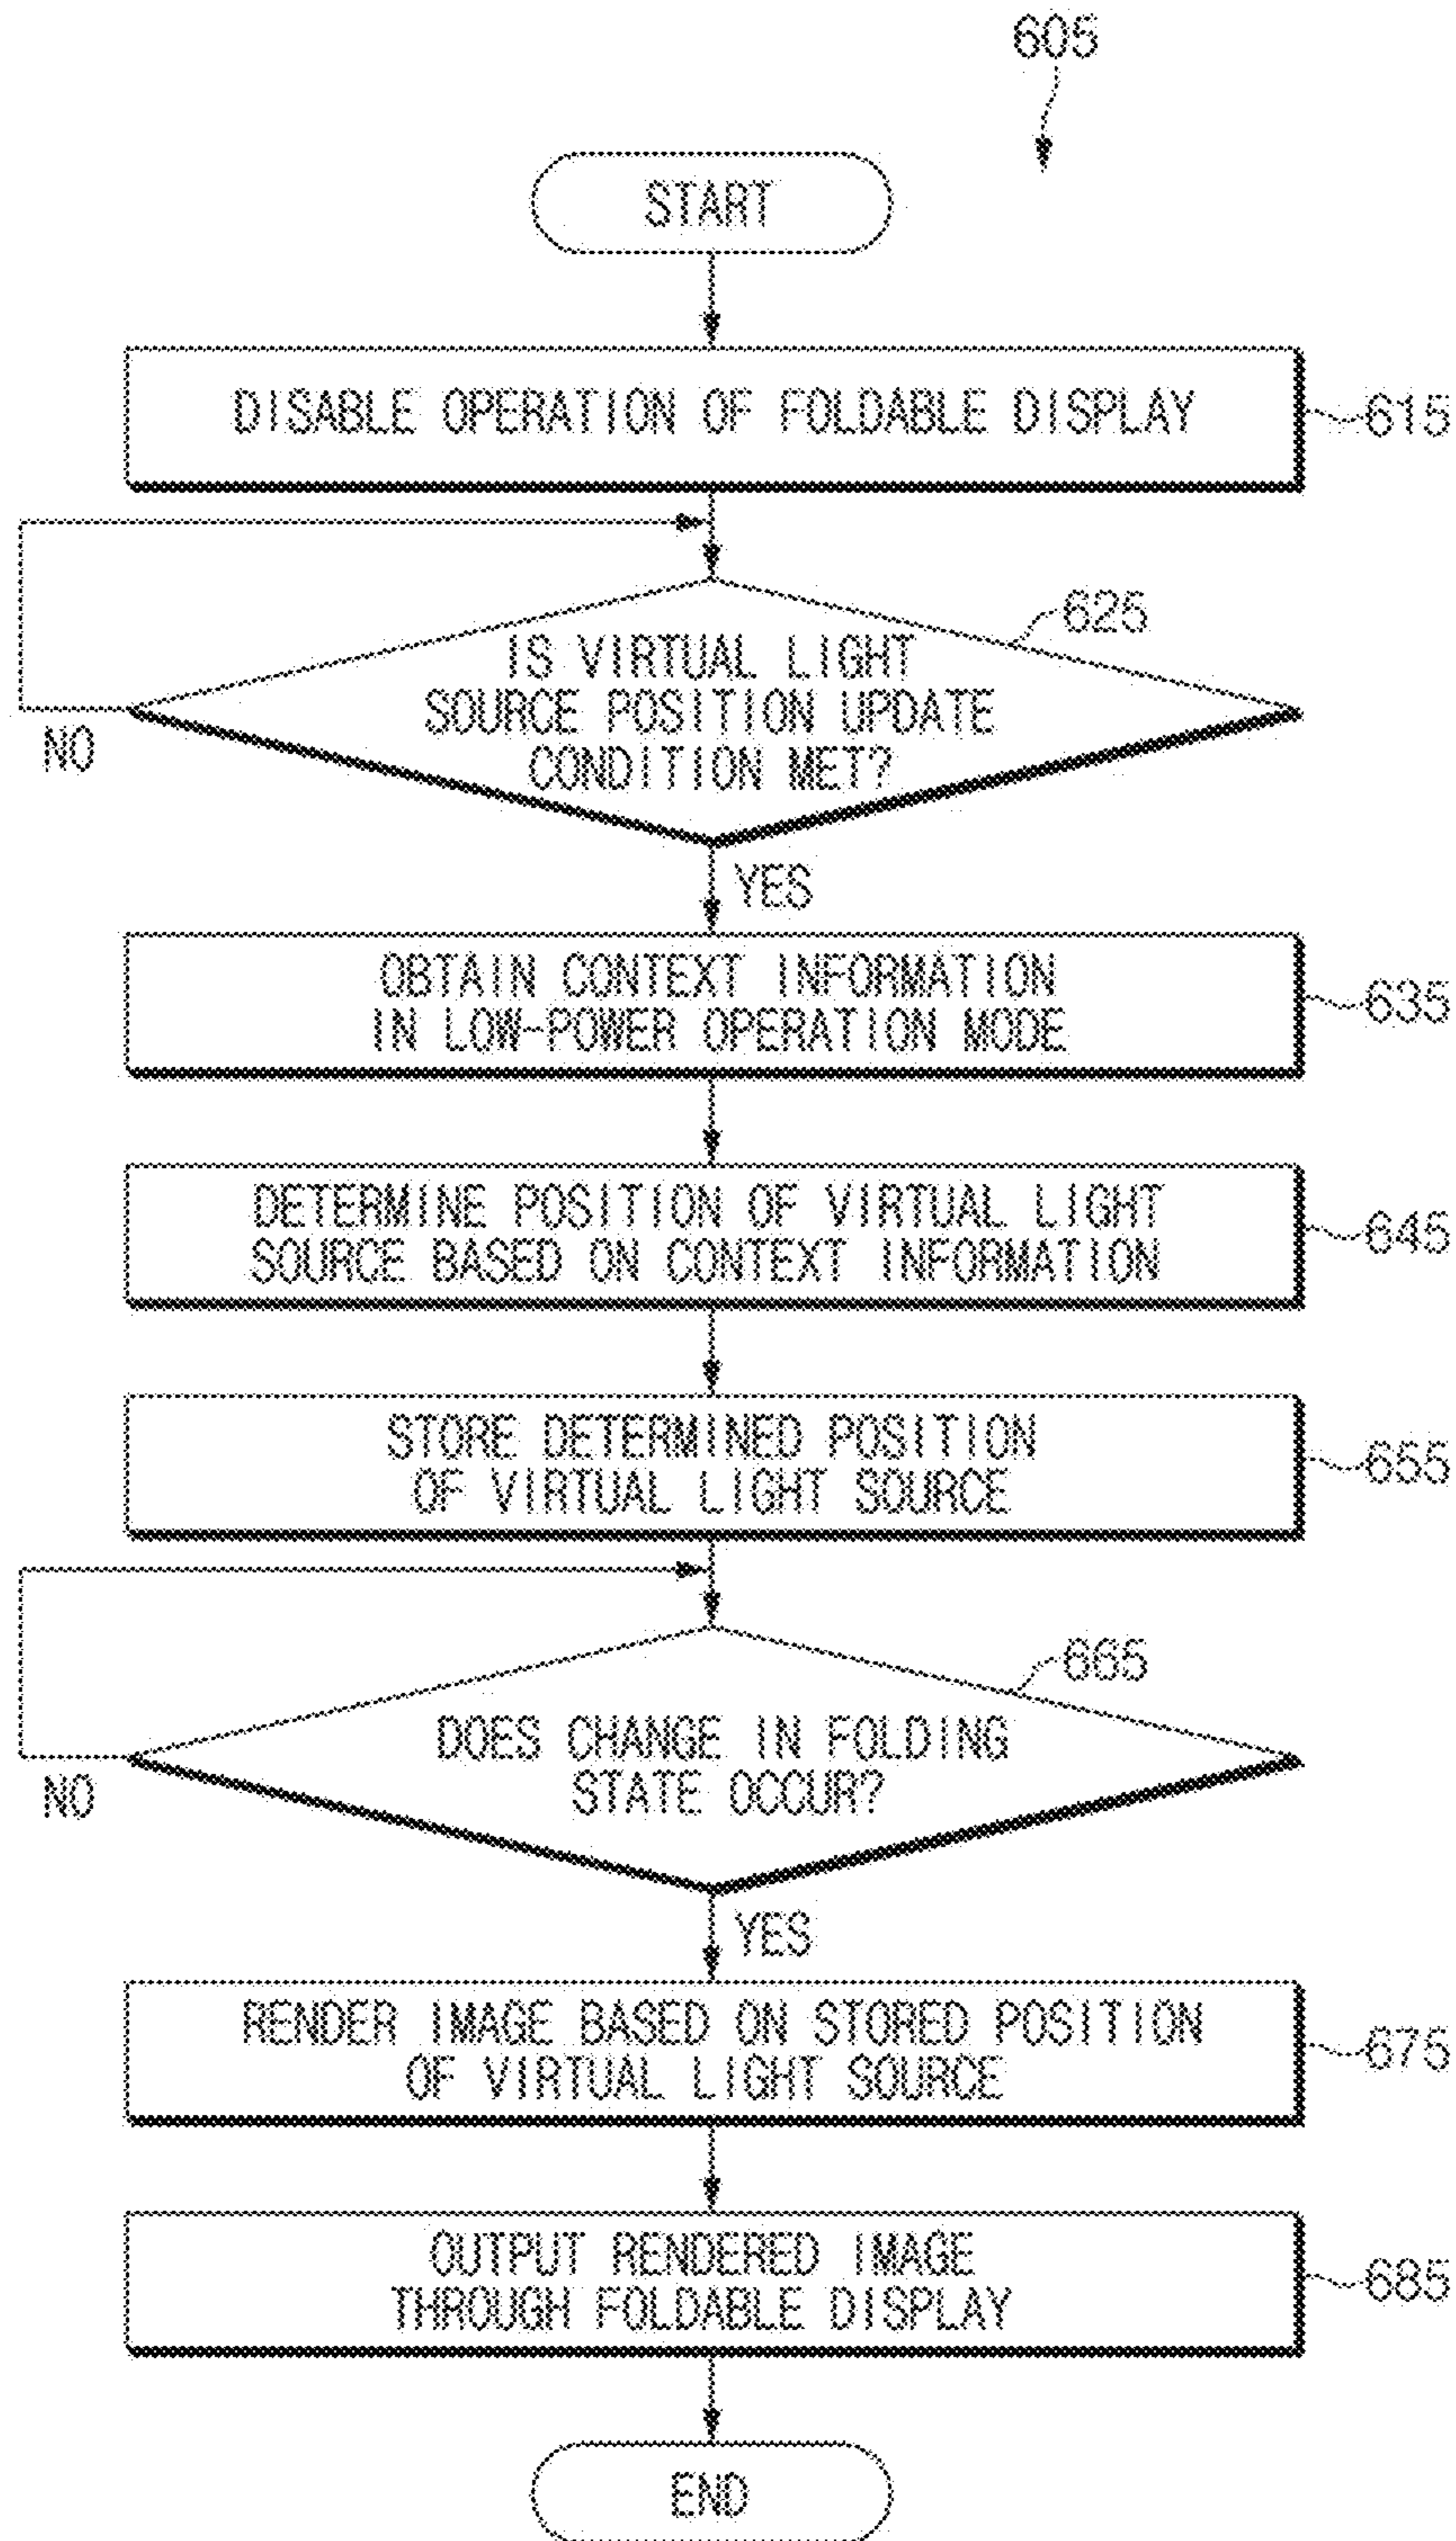 605
START
DISABLE OPERATION OF FOLDABLE DISPLAY
615
625
IS VIRTUAL LIGHT
SOURCE POSITION UPDATE
CONDITION MET?
NO
YES
OBTAIN CONTEXT INFORMATION
IN LOW-POWER OPERATION MODE
635
DETERMINE POSITION OF VIRTUAL LIGHT
SOURCE BASED ON CONTEXT INFORMATION
645
STORE DETERMINED POSITION
OF VIRTUAL LIGHT SOURCE
655
665
DOES CHANGE IN FOLDING
STATE OCCUR?
NO
YES
RENDER IMAGE BASED ON STORED POSITION
OF VIRTUAL LIGHT SOURCE
675
OUTPUT RENDERED IMAGE
THROUGH FOLDABLE DISPLAY
685
END